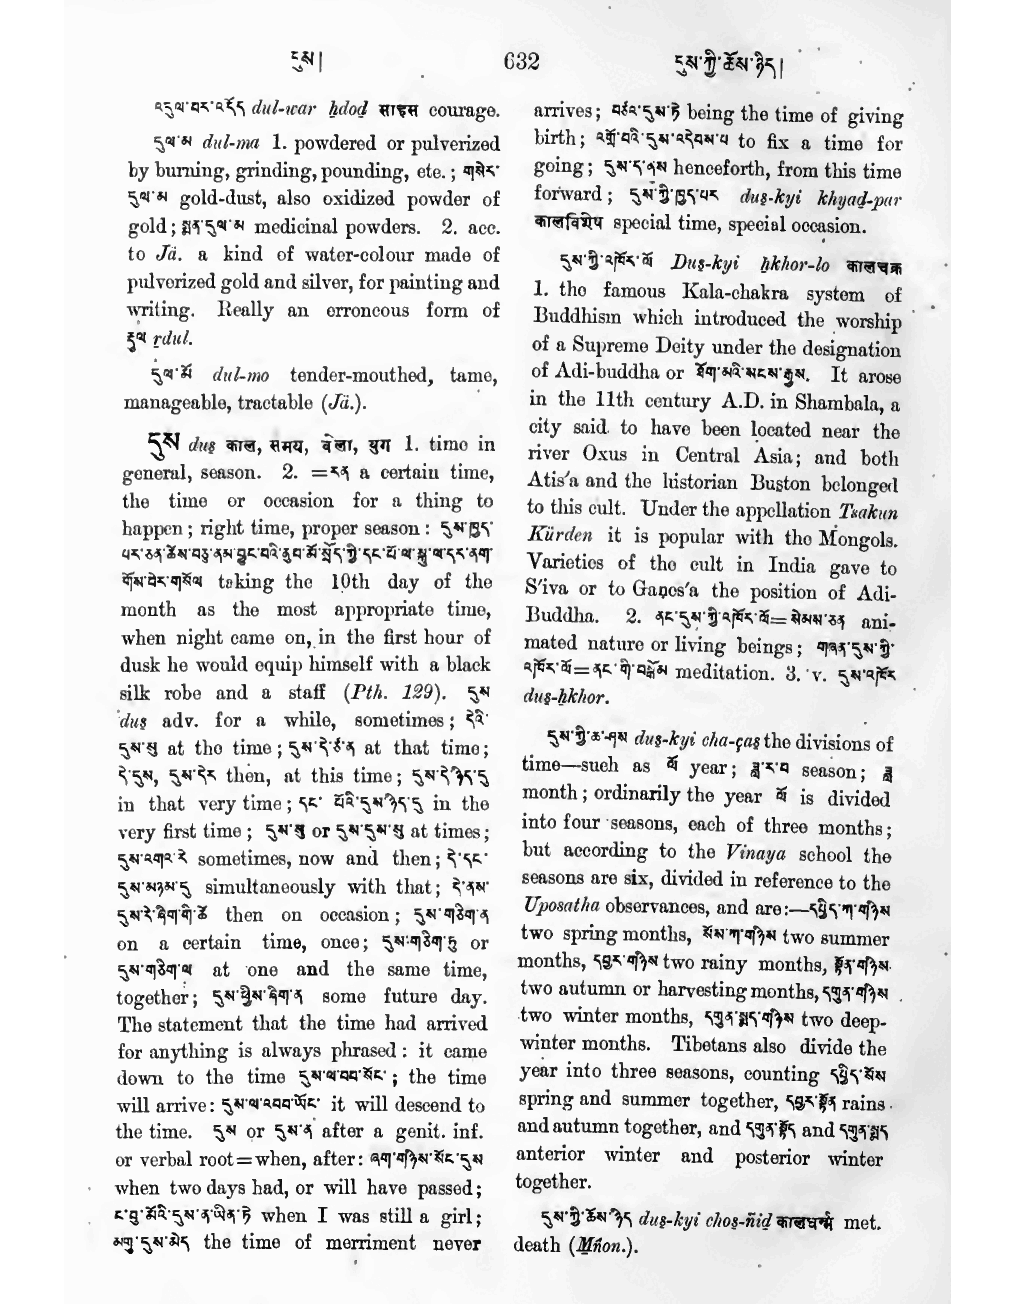 དུས།
632
དུས་ཀྱི་ཆོས་ཉིད།
འདུལ་བར་འདོད dul-war ḥdod साइस courage.
དུལ་མ dul-ma 1. powdered or pulverized
by burning, grinding, pounding, etc.; གསེར་
དུལ་མ gold-dust, also oxidized powder of
gold; སྨན་དུལ་མ medicinal powders. 2. acc.
to Jä. a kind of water-colour made of
pulverized gold and silver, for painting and
writing. Really an erroneous form of
རྡུལ rdul.
དུལ་མོ dul-mo tender-mouthed, tame,
manageable, tractable (Jä.).
དུས duṣ काल, समय, वेला, युग 1. time in
general, season. 2. =རན a certain time,
the time or occasion for a thing to
happen; right time, proper season: དུས་ཁྱད་
པར་ཅན་ཚེས་བཅུ་ནམ་བྱུང་བའི་ནུབ་མོ་སྲོད་ཀྱི་དང་པོ་ལ་སྐུ་ལ་དར་ནག་
གོས་བེར་གསོལ taking the 10th day of the
month as the most appropriate time,
when night came on, in the first hour of
dusk he would equip himself with a black
silk robe and a staff (Pth. 129). དུས
duṣ adv. for a while, sometimes; དེའི་
དུས་སུ at the time; དུས་དེ་ཙ་ན at that time;
དེ་དུས, དུས་དེར then, at this time; དུས་དེ་ཉིད་དུ
in that very time; དང་པོའི་དུས་ཉིད་དུ in the
very first time; དུས་སུ or དུས་དུས་སུ at times;
དུས་འགའ་རེ sometimes, now and then; དེ་དང་
དུས་མཉམ་དུ simultaneously with that; དེ་ནས་
དུས་རེ་ཞིག་གི་ཚེ then on occasion; དུས་གཅིག་ན
on a certain time, once; དུས་གཅིག་ཏུ or
དུས་གཅིག་ལ at one and the same time,
together; དུས་ཕྱིས་ཞིག་ན some future day.
The statement that the time had arrived
for anything is always phrased: it came
down to the time དུས་ལ་བབ་སོང་; the time
will arrive: དུས་ལ་འབབ་ཡོང་ it will descend to
the time. དུས or དུས་ན after a genit. inf.
or verbal root=when, after: ཞག་གཉིས་སོང་དུས
when two days had, or will have passed;
ང་བུ་མོའི་དུས་ན་ཡིན་ཏེ when I was still a girl;
མགུ་དུས་མེད the time of merriment never
arrives; བཙའ་དུས་ཏེ being the time of giving
birth; འགྲོ་བའི་དུས་འདེབས་པ to fix a time for
going; དུས་ད་ནས henceforth, from this time
forward; དུས་ཀྱི་ཁྱད་པར duṣ-kyi khyaḍ-par
कालविशेष special time, special occasion.
དུས་ཀྱི་འཁོར་ལོ Duṣ-kyi ḥkhor-lo कालचक्र
1. the famous Kala-chakra system of
Buddhism which introduced the worship
of a Supreme Deity under the designation
of Adi-buddha or ཐོག་མའི་སངས་རྒྱས. It arose
in the 11th century A.D. in Shambala, a
city said to have been located near the
river Oxus in Central Asia; and both
Atis'a and the historian Buṣton belonged
to this cult. Under the appellation Tsakun
Kürden it is popular with the Mongols.
Varieties of the cult in India gave to
S'iva or to Gaṇes'a the position of Adi-
Buddha. 2. ནང་དུས་ཀྱི་འཁོར་ལོ=སེམས་ཅན ani-
mated nature or living beings; གཞན་དུས་ཀྱི་
འཁོར་ལོ=ནང་གི་བསྒོམ meditation. 3. v. དུས་འཁོར
duṣ-ḥkhor.
དུས་ཀྱི་ཆ་ཤས duṣ-kyi cha-çaṣ the divisions of
time—such as ལོ year; ཟླ་ར་བ season; ཟླ
month; ordinarily the year ལོ is divided
into four seasons, each of three months;
but according to the Vinaya school the
seasons are six, divided in reference to the
Uposatha observances, and are:—དཔྱིད་ཀ་གཉིས
two spring months, སོས་ཀ་གཉིས two summer
months, དབྱར་གཉིས two rainy months, སྟོན་གཉིས
two autumn or harvesting months, དགུན་གཉིས
two winter months, དགུན་སྨད་གཉིས two deep-
winter months. Tibetans also divide the
year into three seasons, counting དཔྱིད་སོས
spring and summer together, དབྱར་སྟོན rains
and autumn together, and དགུན་སྟོད and དགུན་སྨད
anterior winter and posterior winter
together.
དུས་ཀྱི་ཆོས་ཉིད duṣ-kyi choṣ-ñiḍ कालधर्म्म met.
death (Mñon.).